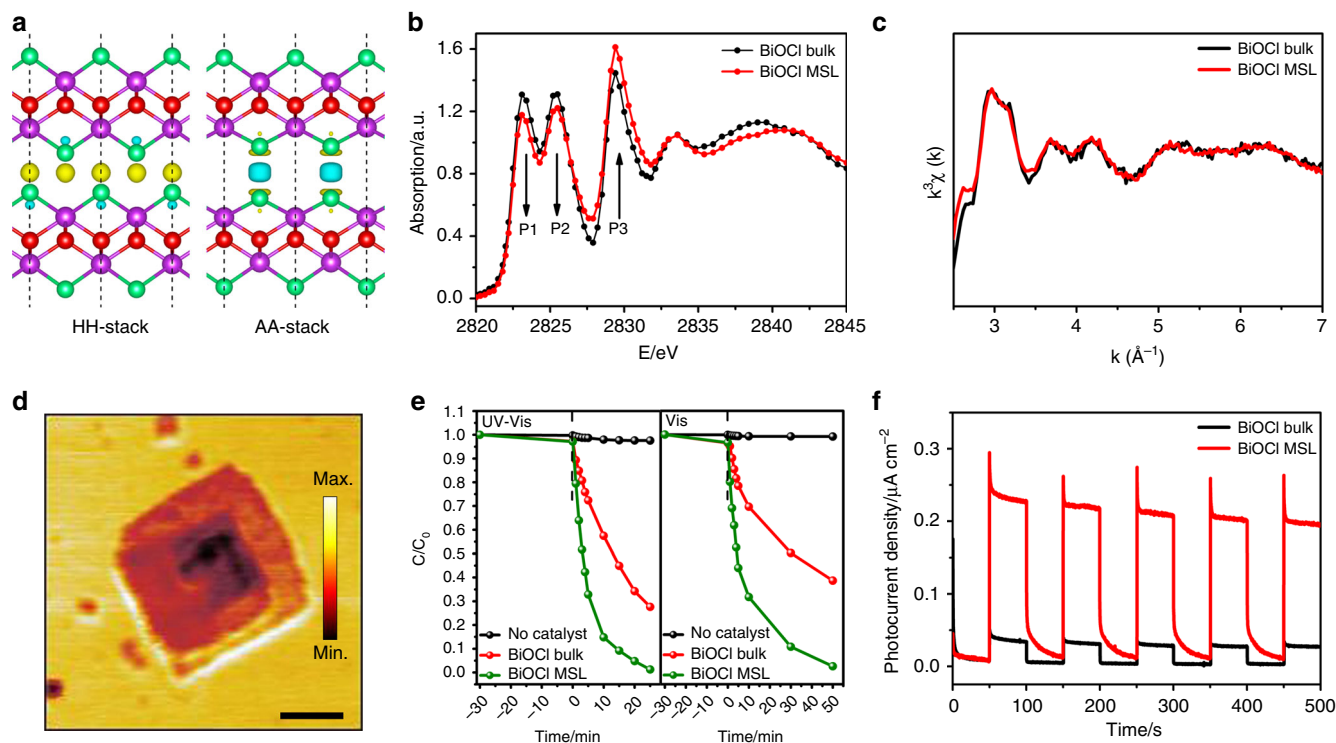 a
HH-stack
AA-stack
b
Absorption/a.u.
1.6
1.2
0.8
0.4
0.0
BiOCl bulk
BiOCl MSL
P1
P2
P3
2820 2825 2830 2835 2840 2845
E/eV
c
k³χ (k)
BiOCl bulk
BiOCl MSL
3 4 5 6 7
k (Å⁻¹)
d
Max.
Min.
e
C/C₀
1.1
1.0
0.9
0.8
0.7
0.6
0.5
0.4
0.3
0.2
0.1
0.0
UV-Vis
No catalyst
BiOCl bulk
BiOCl MSL
−30 −20 −10 0 10 20
Time/min
Vis
No catalyst
BiOCl bulk
BiOCl MSL
−30 −20 −10 0 10 20 30 40 50
Time/min
f
Photocurrent density/μA cm⁻²
0.3
0.2
0.1
0.0
BiOCl bulk
BiOCl MSL
0 100 200 300 400 500
Time/s